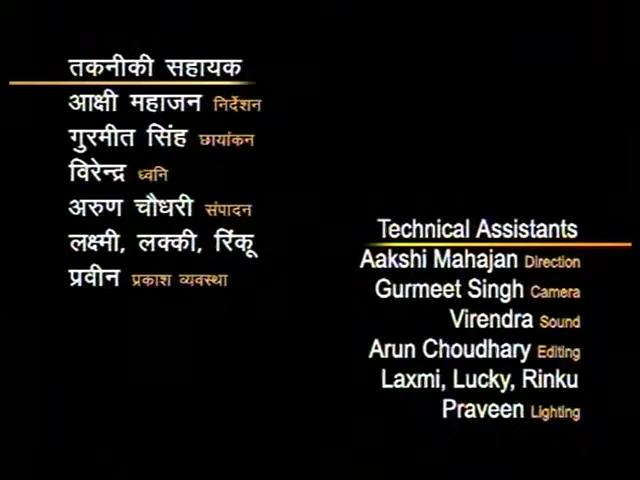 तकनीकी सहायक
आक्षी महाजन निर्देशन
गुरमीत सिंह छायांकन
विरेन्द्र ध्वनि
अरुण चौधरी संपादन
लक्ष्मी, लक्की, रिंकू
प्रवीन प्रकाश व्यवस्था
Technical Assistants
Aakshi Mahajan Direction
Gurmeet Singh Camera
Virendra Sound
Arun Choudhary Editing
Laxmi, Lucky, Rinku
Praveen Lighting